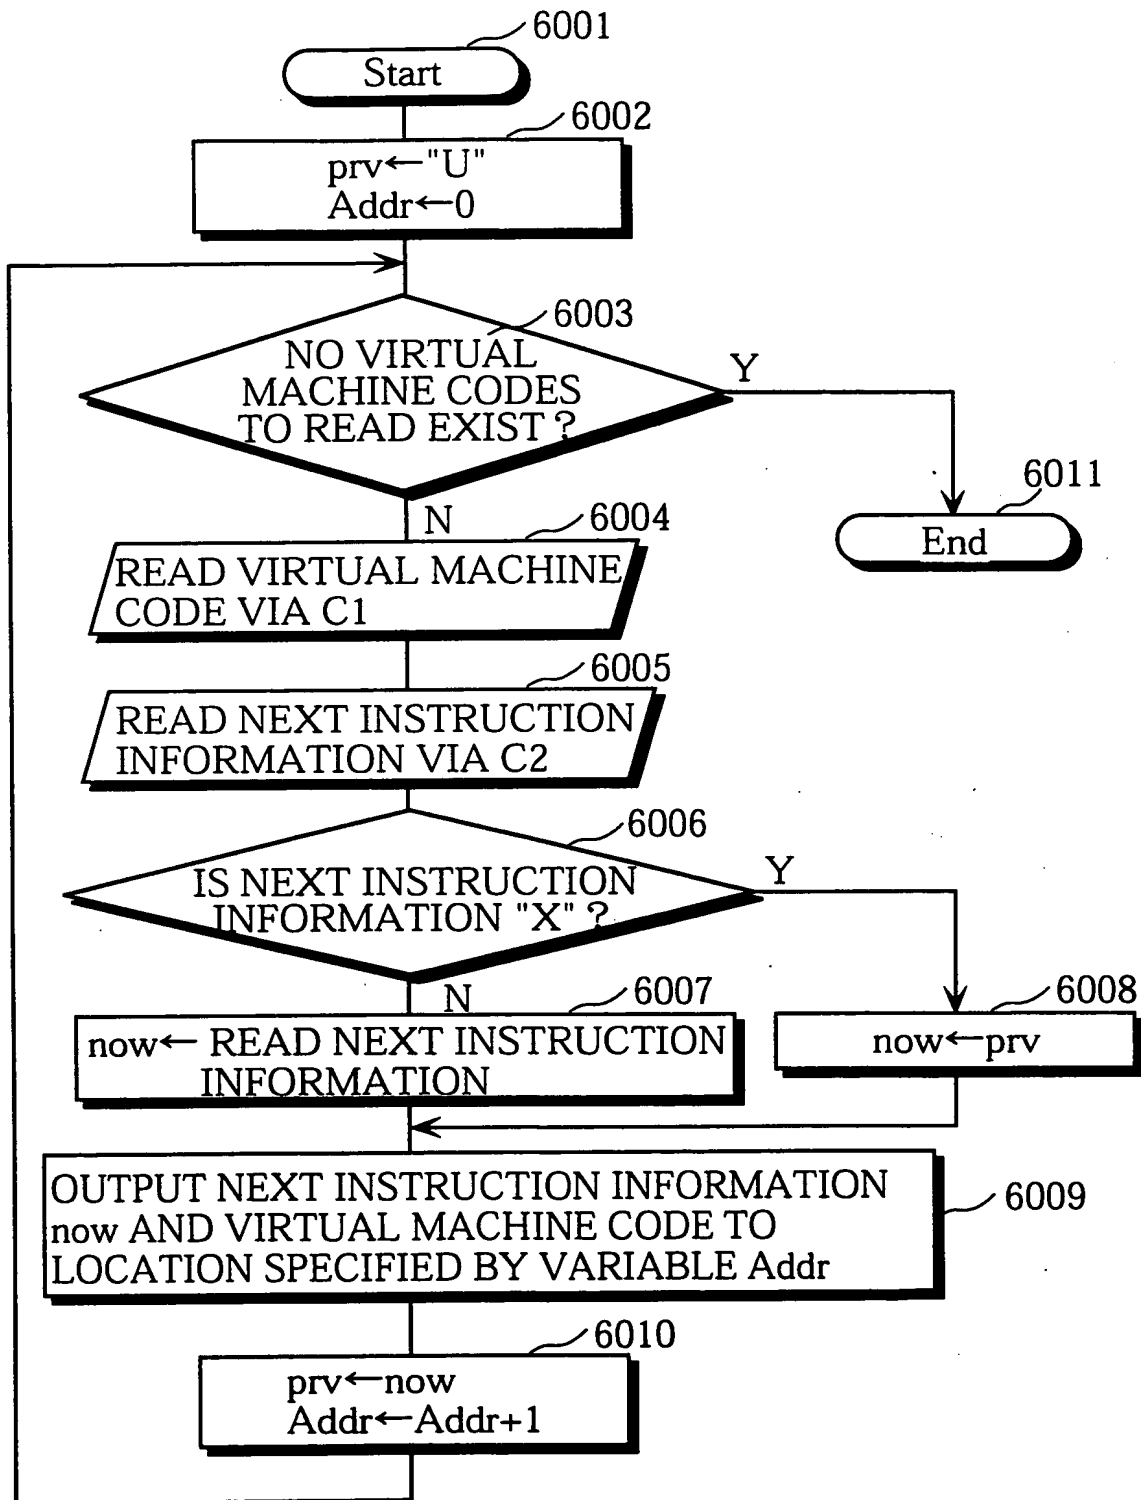 6001
Start
6002
prv←"U"
Addr←0
6003
NO VIRTUAL
MACHINE CODES
TO READ EXIST ?
Y
N
6011
End
6004
READ VIRTUAL MACHINE
CODE VIA C1
6005
READ NEXT INSTRUCTION
INFORMATION VIA C2
6006
IS NEXT INSTRUCTION
INFORMATION "X" ?
Y
N
6007
now← READ NEXT INSTRUCTION
INFORMATION
6008
now←prv
OUTPUT NEXT INSTRUCTION INFORMATION
now AND VIRTUAL MACHINE CODE TO
LOCATION SPECIFIED BY VARIABLE Addr
6009
6010
prv←now
Addr←Addr+1